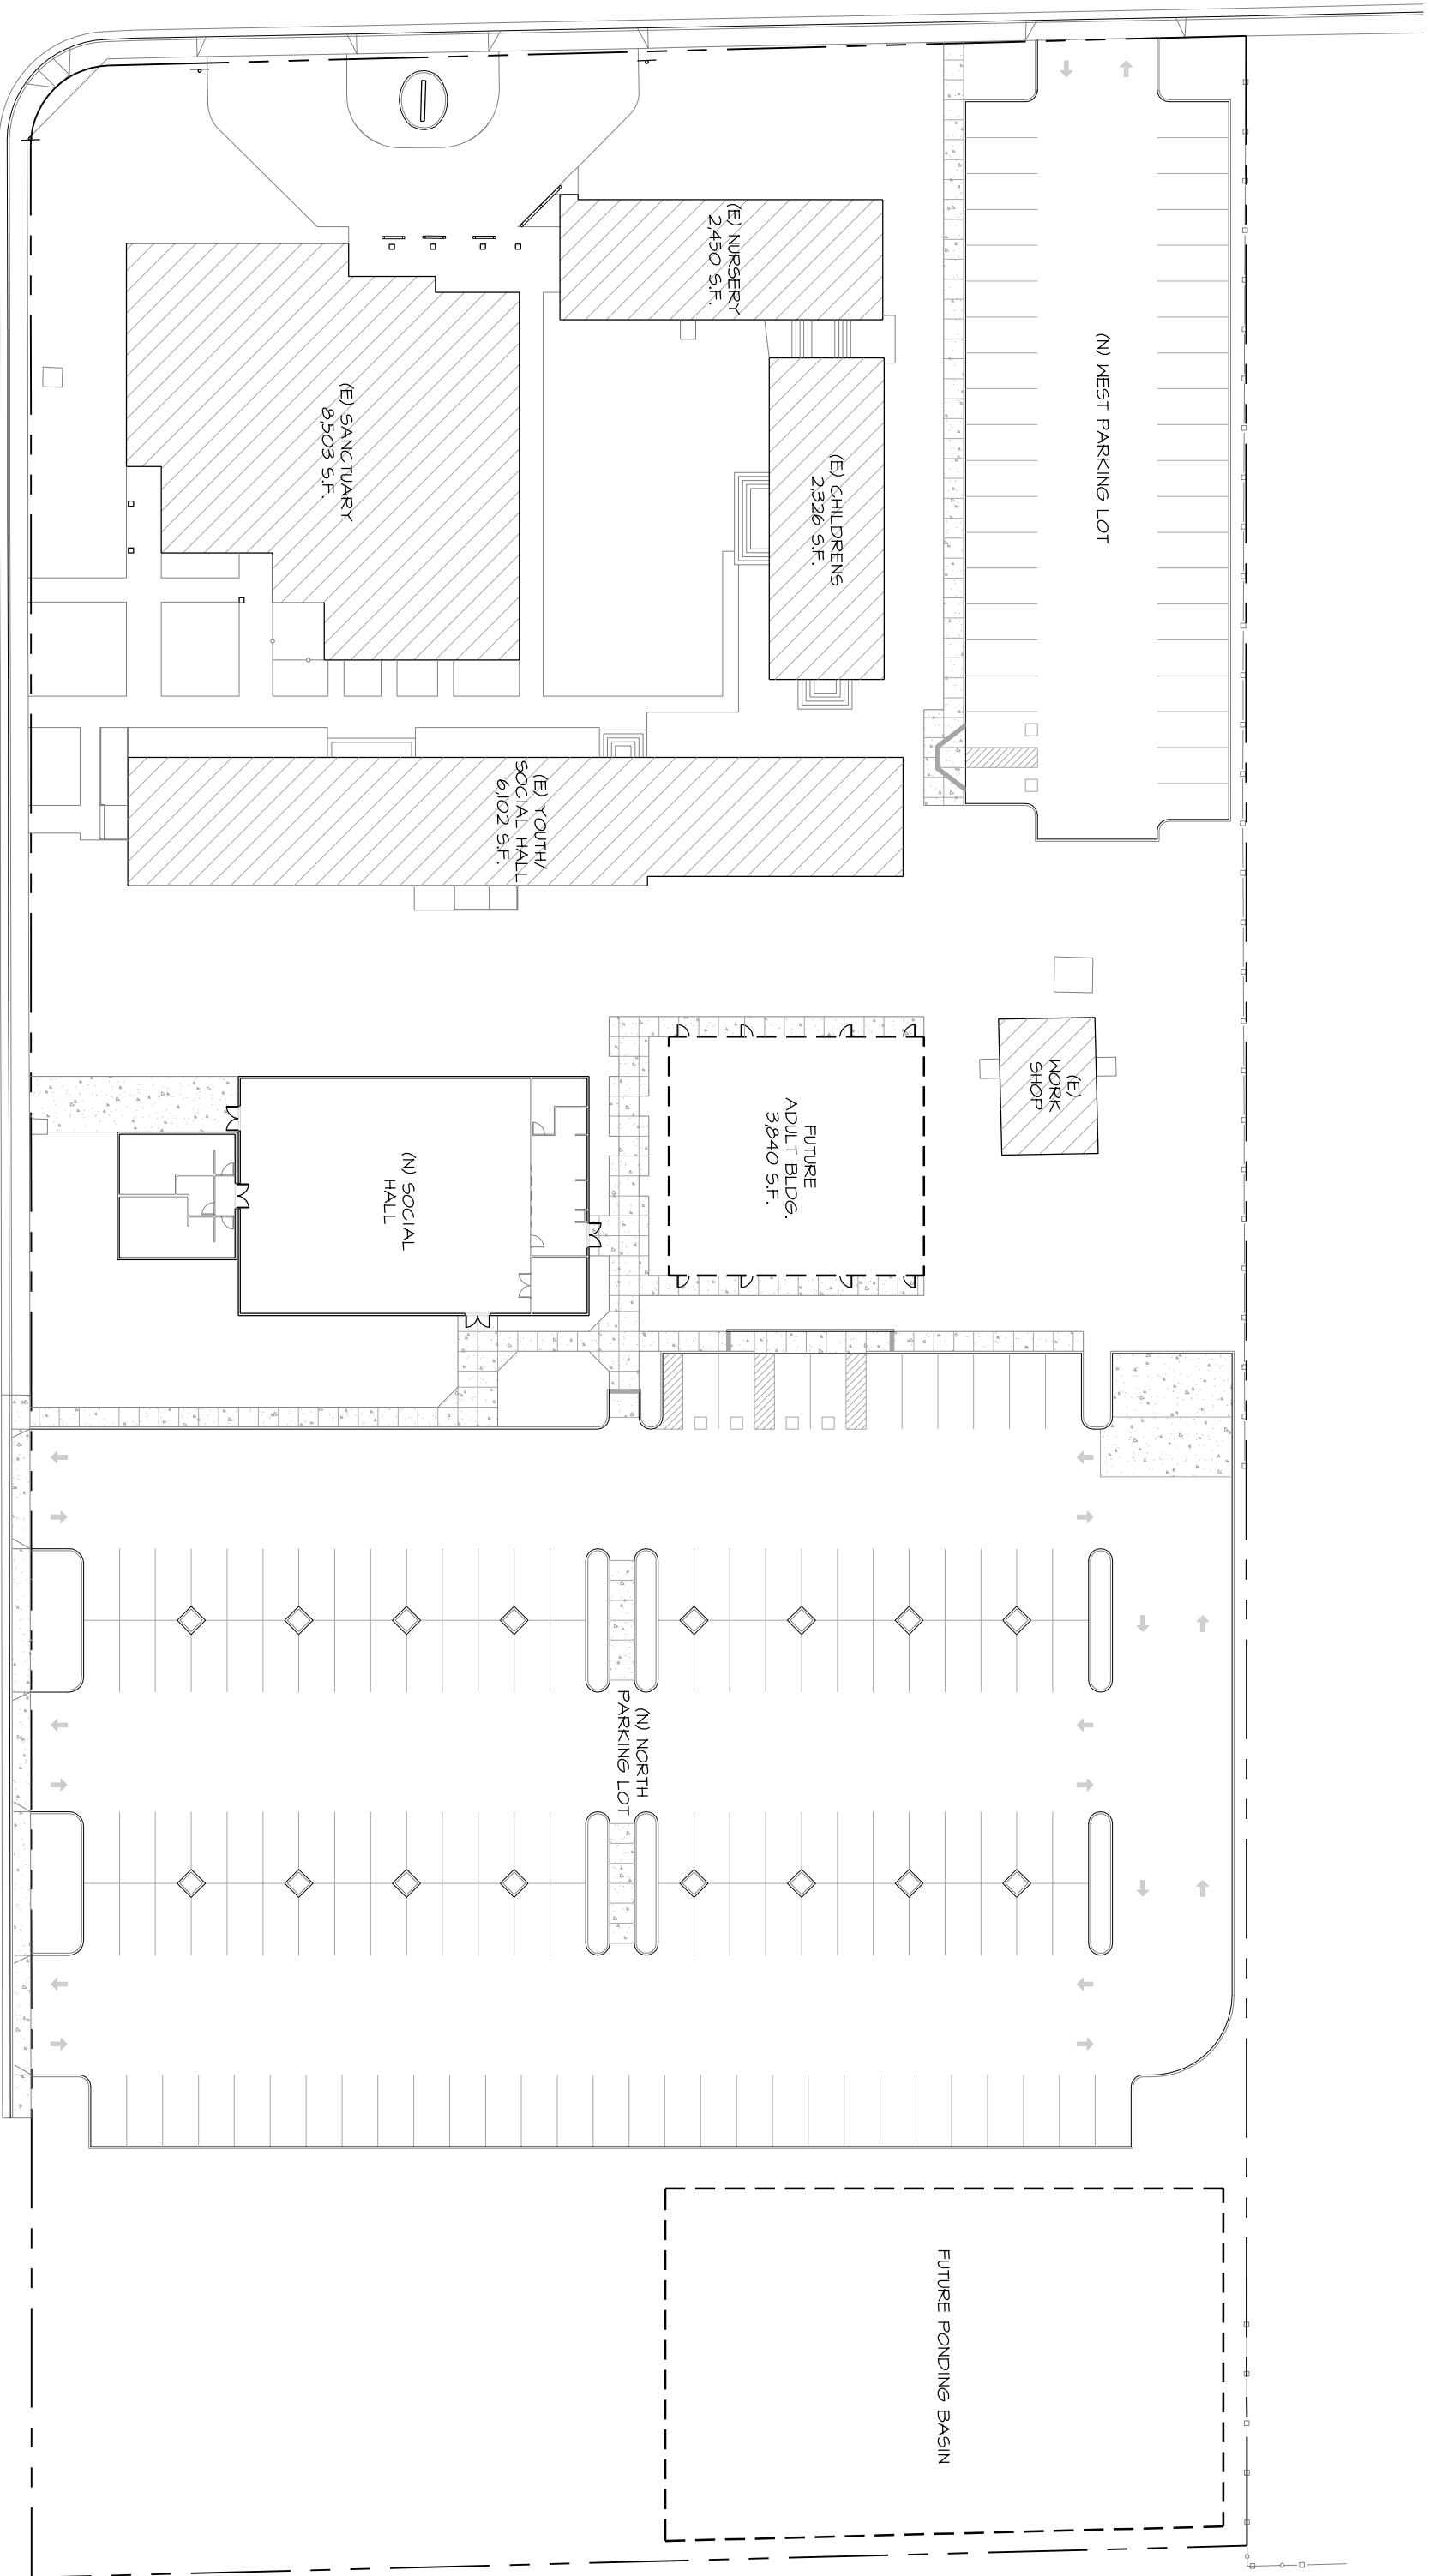 (E) NURSERY
2,450 S.F.
(N) WEST PARKING LOT
(E) SANCTUARY
8,503 S.F.
(E) CHILDRENS
2,326 S.F.
(E) YOUTH/
SOCIAL HALL
6,102 S.F.
(E)
WORK
SHOP
FUTURE
ADULT BLDG.
3,840 S.F.
(N) SOCIAL
HALL
(N) NORTH
PARKING LOT
FUTURE PONDING BASIN